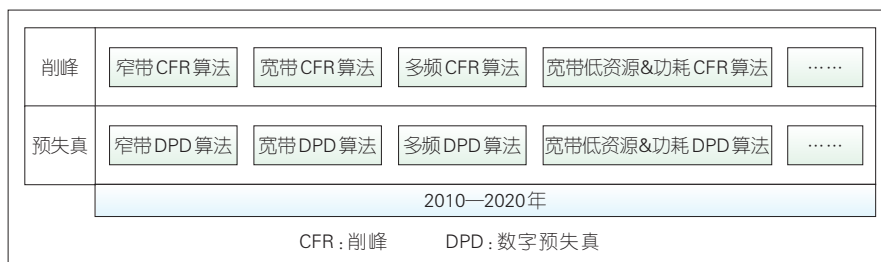 削峰 窄带CFR算法 宽带CFR算法 多频CFR算法 宽带低资源&功耗CFR算法 ……
预失真 窄带DPD算法 宽带DPD算法 多频DPD算法 宽带低资源&功耗DPD算法 ……
2010—2020年
CFR:削峰 DPD:数字预失真